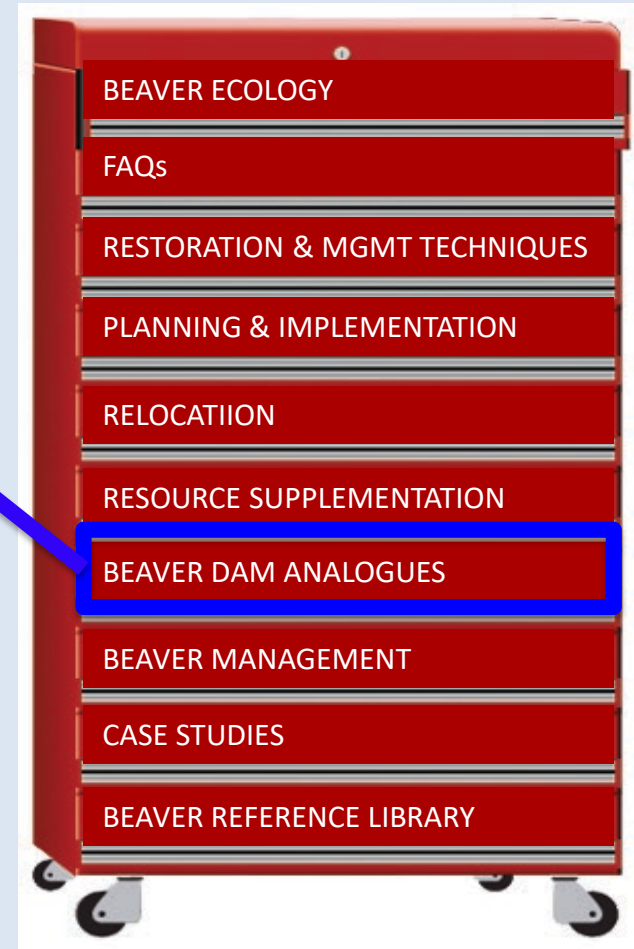 BEAVER ECOLOGY
FAQs
RESTORATION & MGMT TECHNIQUES
PLANNING & IMPLEMENTATION
RELOCATIION
RESOURCE SUPPLEMENTATION
BEAVER DAM ANALOGUES
BEAVER MANAGEMENT
CASE STUDIES
BEAVER REFERENCE LIBRARY